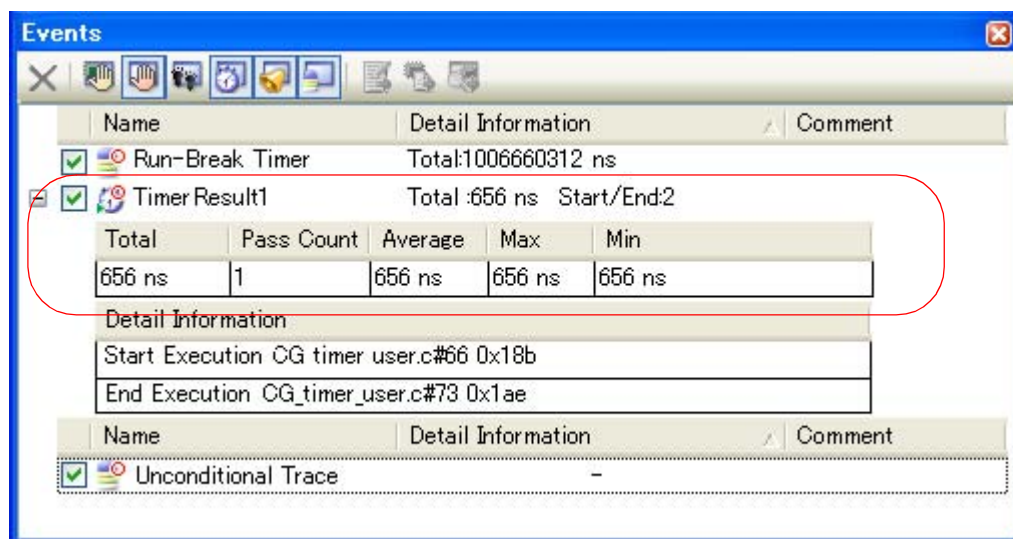 Events
Name Detail Information Comment
Run-Break Timer Total:1006660312 ns
Timer Result1 Total :656 ns Start/End:2
Total Pass Count Average Max Min
656 ns 1 656 ns 656 ns 656 ns
Detail Information
Start Execution CG timer user.c#66 0x18b
End Execution CG_timer_user.c#73 0x1ae
Name Detail Information Comment
Unconditional Trace -